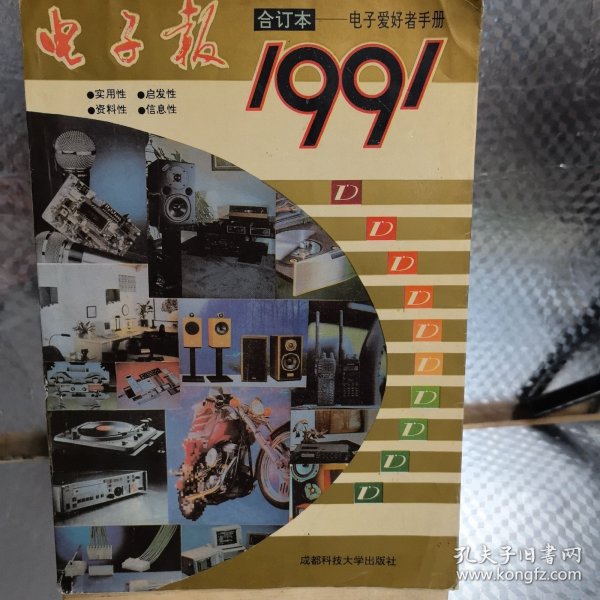 电子报
合订本——电子爱好者手册
1991
●实用性 ●启发性
●资料性 ●信息性
D
D
D
D
D
D
D
D
D
D
成都科技大学出版社
孔夫子旧书网
www.kongfz.com